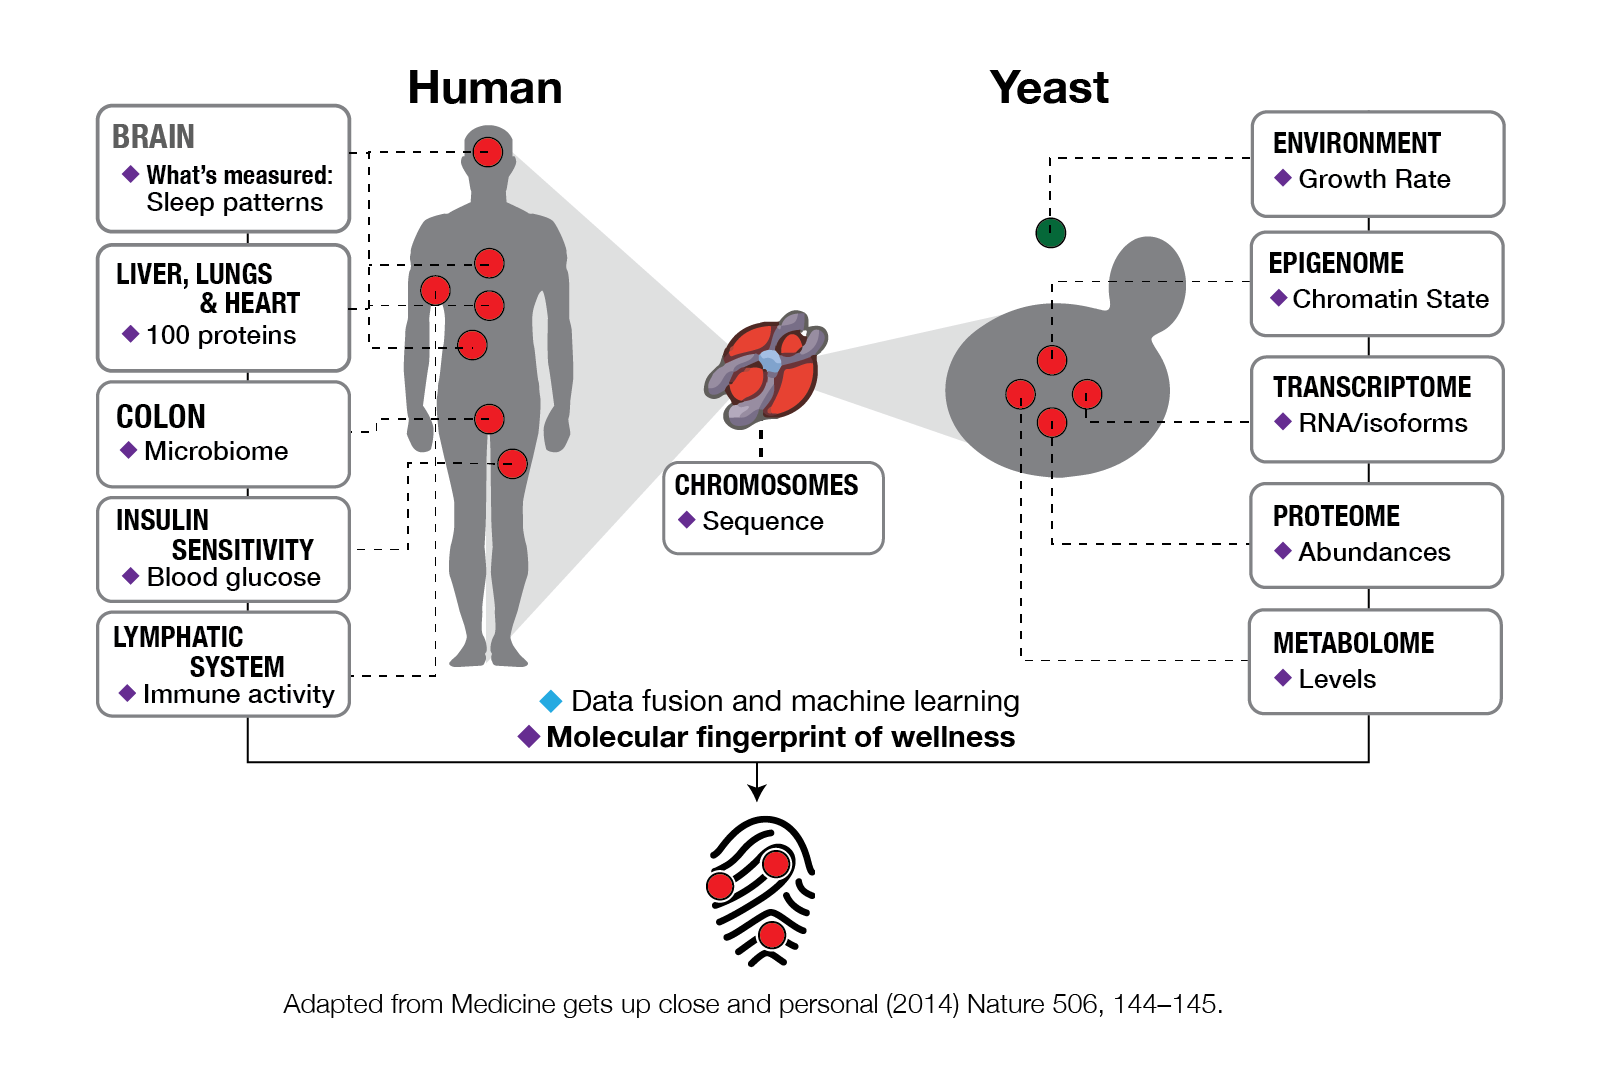 Human
Yeast
BRAIN
What's measured:
Sleep patterns
LIVER, LUNGS
& HEART
100 proteins
COLON
Microbiome
INSULIN
SENSITIVITY
Blood glucose
LYMPHATIC
SYSTEM
Immune activity
CHROMOSOMES
Sequence
ENVIRONMENT
Growth Rate
EPIGENOME
Chromatin State
TRANSCRIPTOME
RNA/isoforms
PROTEOME
Abundances
METABOLOME
Levels
Data fusion and machine learning
Molecular fingerprint of wellness
Adapted from Medicine gets up close and personal (2014) Nature 506, 144–145.